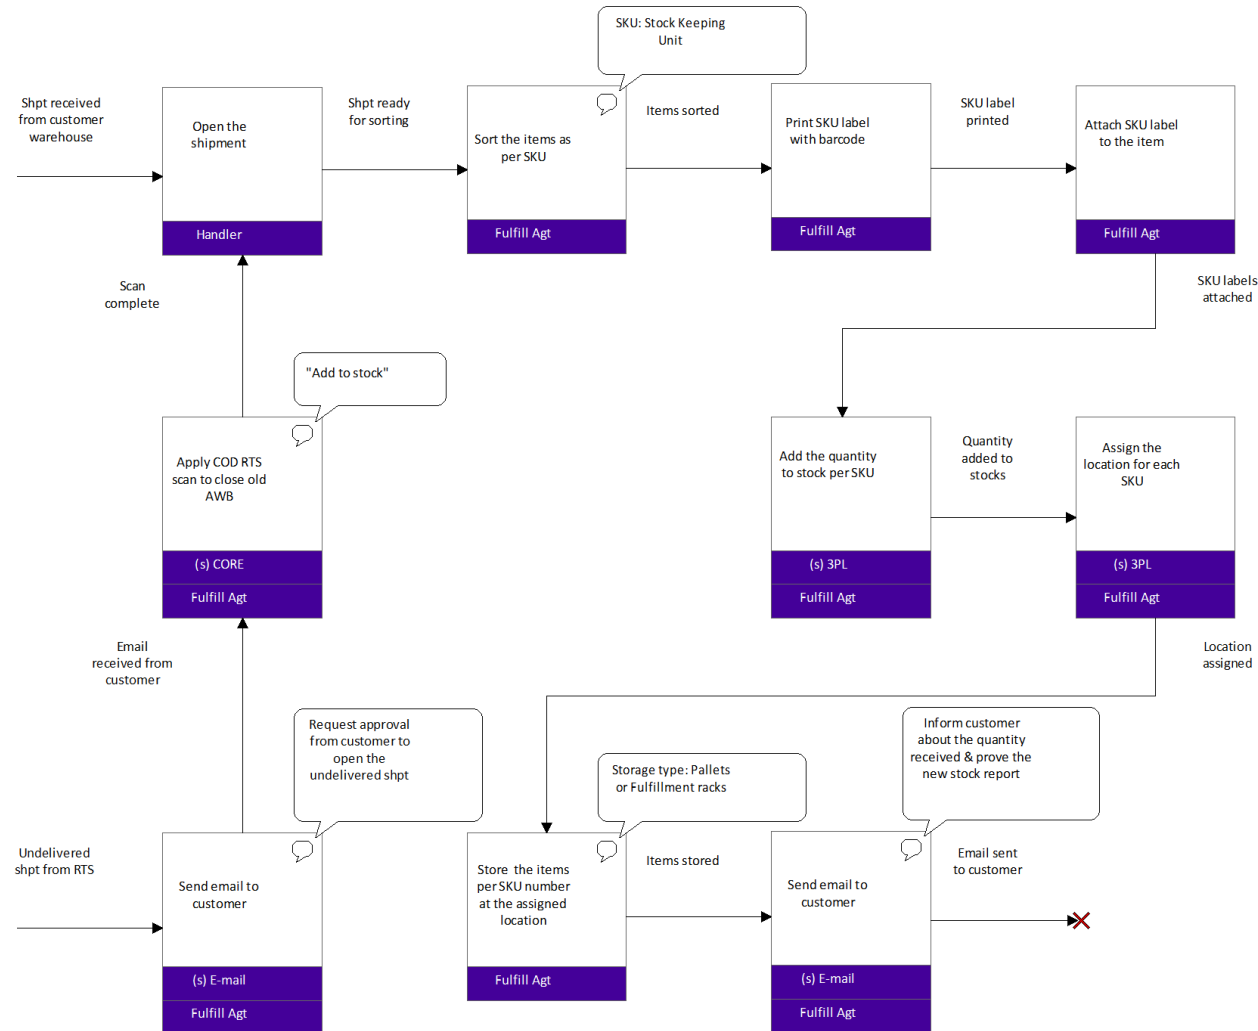 SKU: Stock Keeping
Unit
Shpt received
from customer
warehouse
Open the
shipment
Handler
Shpt ready
for sorting
Sort the items as
per SKU
Fulfill Agt
Items sorted
Print SKU label
with barcode
Fulfill Agt
SKU label
printed
Attach SKU label
to the item
Fulfill Agt
Scan
complete
SKU labels
attached
"Add to stock"
Apply COD RTS
scan to close old
AWB
(s) CORE
Fulfill Agt
Add the quantity
to stock per SKU
(s) 3PL
Fulfill Agt
Quantity
added to
stocks
Assign the
location for each
SKU
(s) 3PL
Fulfill Agt
Email
received from
customer
Location
assigned
Request approval
from customer to
open the
undelivered shpt
Storage type: Pallets
or Fulfillment racks
Inform customer
about the quantity
received & prove the
new stock report
Undelivered
shpt from RTS
Send email to
customer
(s) E-mail
Fulfill Agt
Store the items
per SKU number
at the assigned
location
Fulfill Agt
Items stored
Send email to
customer
(s) E-mail
Fulfill Agt
Email sent
to customer